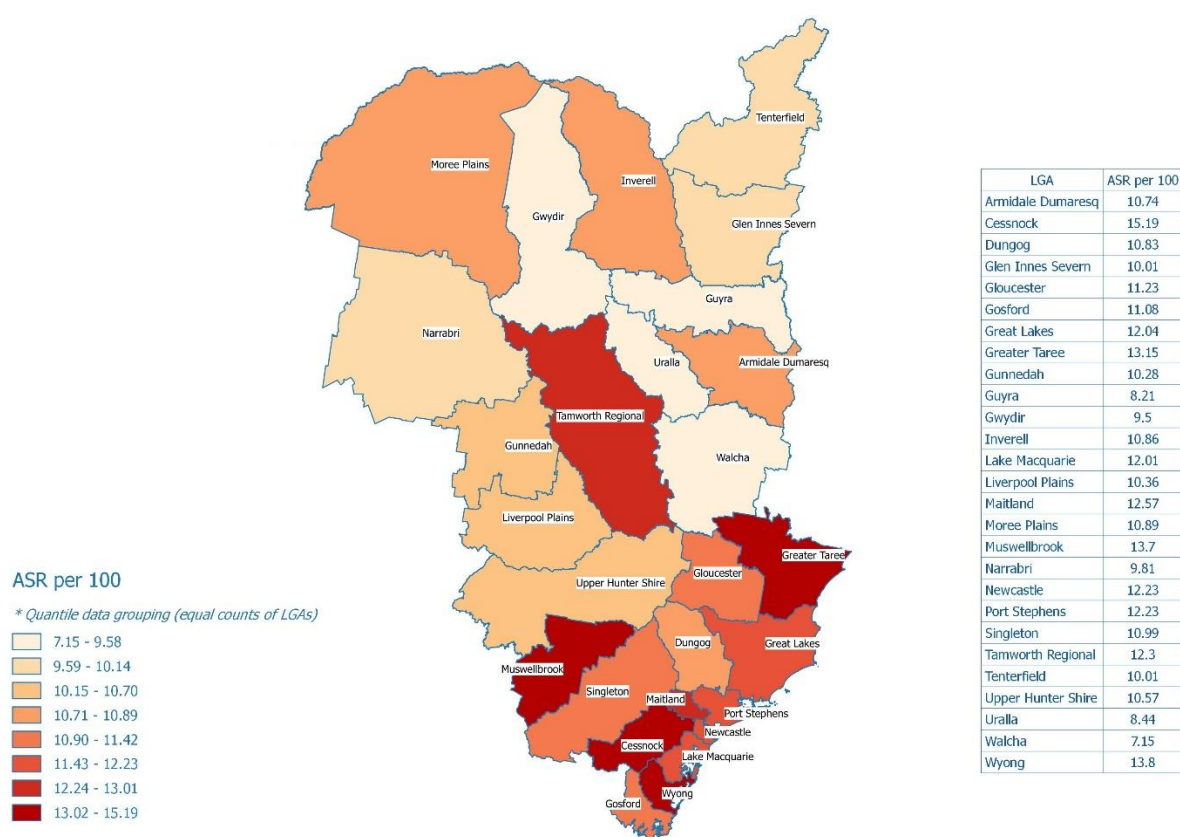 Tenterfield
Moree Plains
Inverell
Gwydir
Glen Innes Severn
Guyra
Narrabri
Uralla
Armidale Dumaresq
Tamworth Regional
Gunnedah
Walcha
Liverpool Plains
Greater Taree
Gloucester
Upper Hunter Shire
Dungog
Great Lakes
Muswellbrook
Singleton
Maitland
Port Stephens
Newcastle
Cessnock
Lake Macquarie
Wyong
Gosford
ASR per 100
* Quantile data grouping (equal counts of LGAs)
7.15 - 9.58
9.59 - 10.14
10.15 - 10.70
10.71 - 10.89
10.90 - 11.42
11.43 - 12.23
12.24 - 13.01
13.02 - 15.19
LGA ASR per 100
Armidale Dumaresq 10.74
Cessnock 15.19
Dungog 10.83
Glen Innes Severn 10.01
Gloucester 11.23
Gosford 11.08
Great Lakes 12.04
Greater Taree 13.15
Gunnedah 10.28
Guyra 8.21
Gwydir 9.5
Inverell 10.86
Lake Macquarie 12.01
Liverpool Plains 10.36
Maitland 12.57
Moree Plains 10.89
Muswellbrook 13.7
Narrabri 9.81
Newcastle 12.23
Port Stephens 12.23
Singleton 10.99
Tamworth Regional 12.3
Tenterfield 10.01
Upper Hunter Shire 10.57
Uralla 8.44
Walcha 7.15
Wyong 13.8